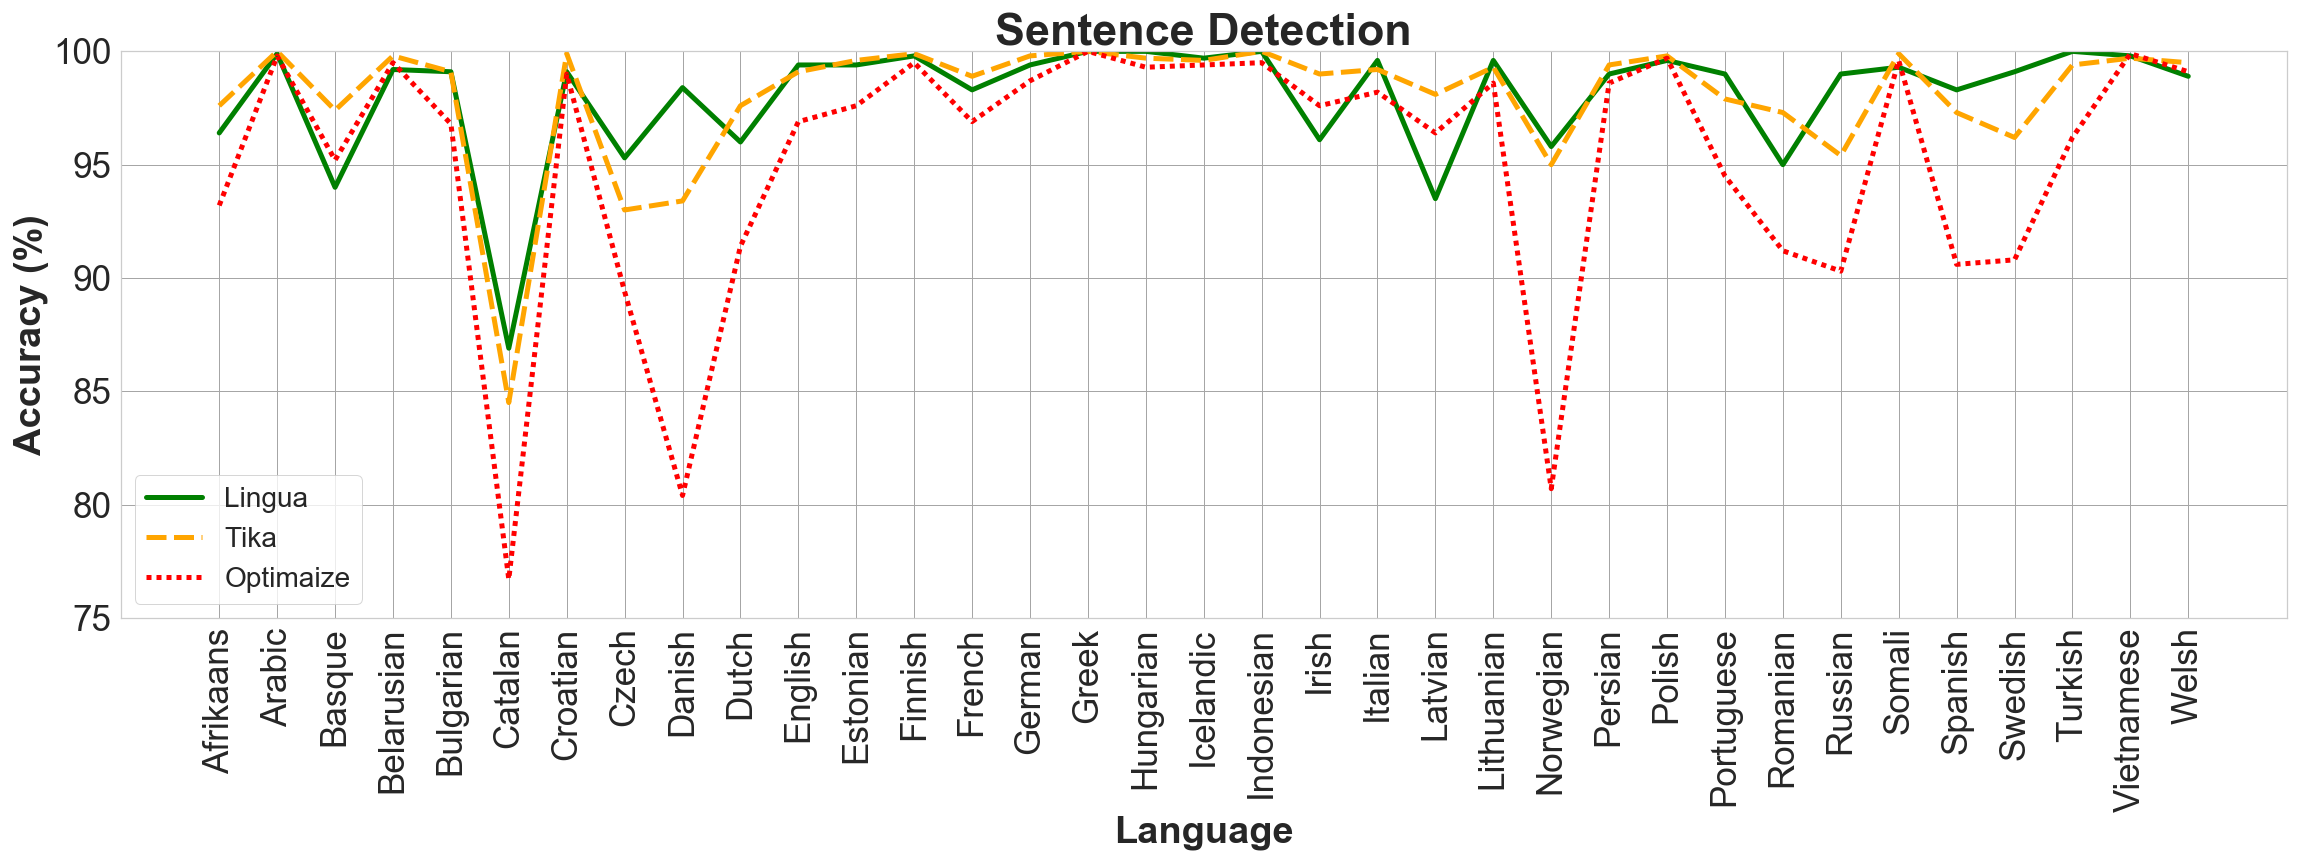 Sentence Detection
Accuracy (%)
100
95
90
85
80
75
Lingua
Tika
Optimaize
Afrikaans
Arabic
Basque
Belarusian
Bulgarian
Catalan
Croatian
Czech
Danish
Dutch
English
Estonian
Finnish
French
German
Greek
Hungarian
Icelandic
Indonesian
Irish
Italian
Latvian
Lithuanian
Norwegian
Persian
Polish
Portuguese
Romanian
Russian
Somali
Spanish
Swedish
Turkish
Vietnamese
Welsh
Language